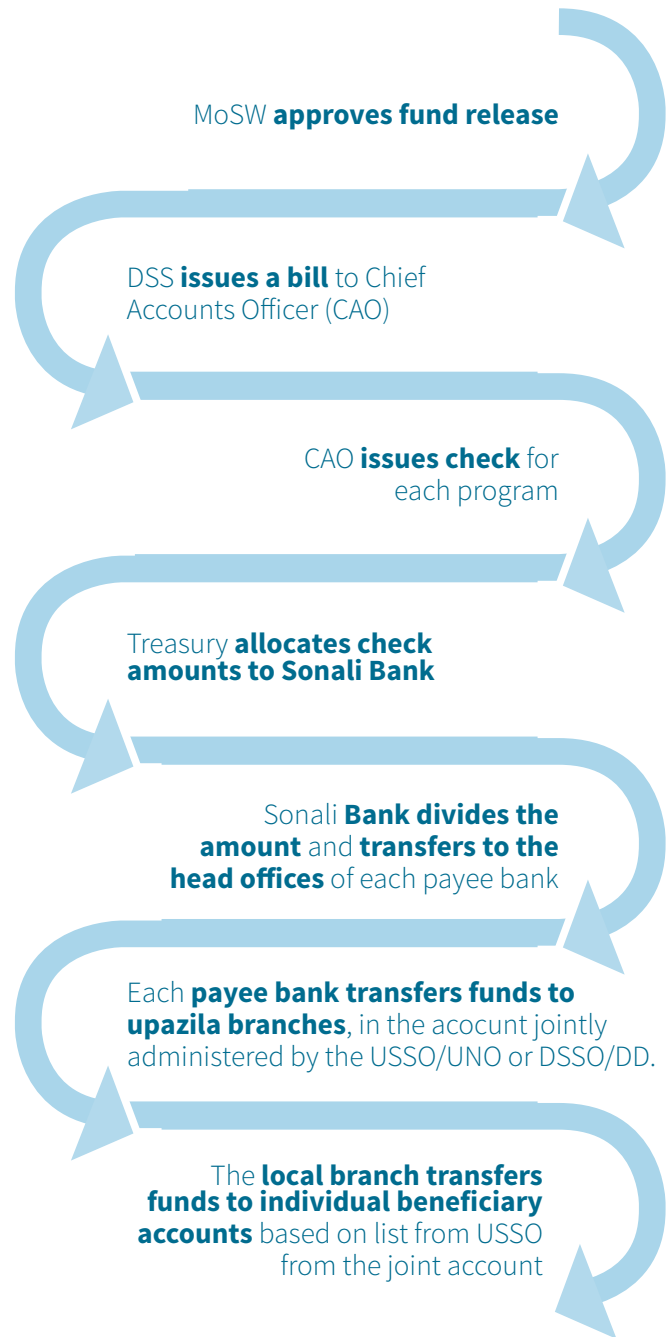 MoSW approves fund release
DSS issues a bill to Chief
Accounts Officer (CAO)
CAO issues check for
each program
Treasury allocates check
amounts to Sonali Bank
Sonali Bank divides the
amount and transfers to the
head offices of each payee bank
Each payee bank transfers funds to
upazila branches, in the acocunt jointly
administered by the USSO/UNO or DSSO/DD.
The local branch transfers
funds to individual beneficiary
accounts based on list from USSO
from the joint account